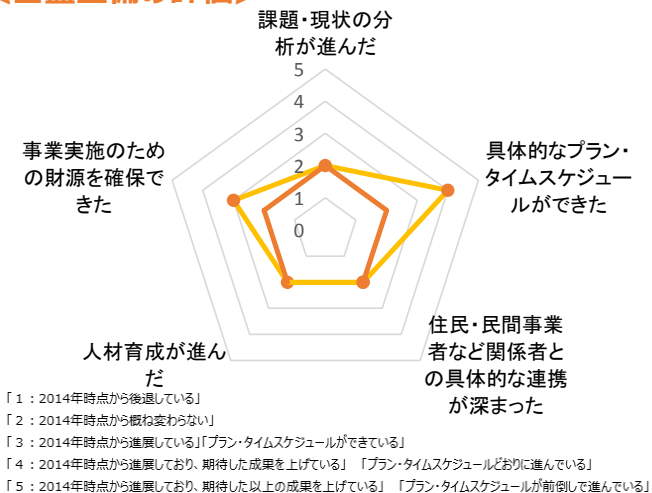 課題・現状の分
析が進んだ
5
4
3
2
1
0
具体的なプラン・
タイムスケジュー
ルができた
事業実施のため
の財源を確保で
きた
住民・民間事業
者など関係者と
の具体的な連携
が深まった
人材育成が進ん
だ
「１：2014年時点から後退している」
「２：2014年時点から概ね変わらない」
「３：2014年時点から進展している」「プラン・タイムスケジュールができている」
「４：2014年時点から進展しており、期待した成果を上げている」 「プラン・タイムスケジュールどおりに進んでいる」
「５：2014年時点から進展しており、期待した以上の成果を上げている」 「プラン・タイムスケジュールが前倒しで進んでいる」